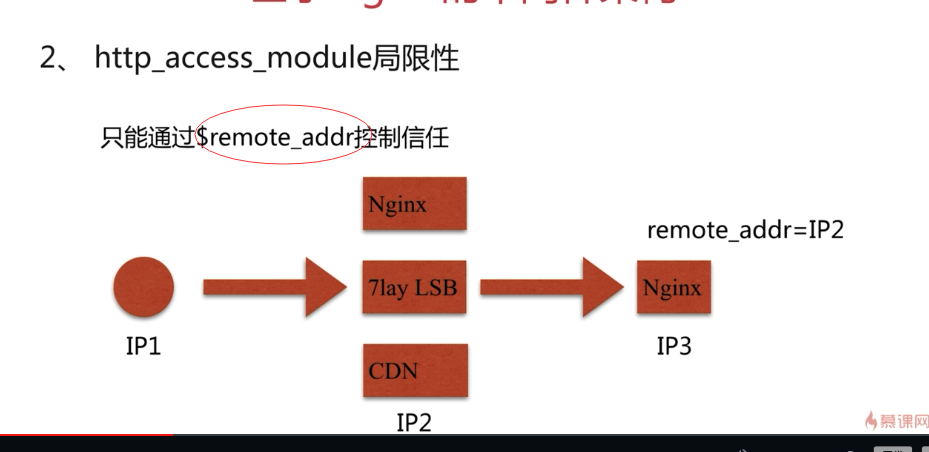 2、 http_access_module局限性
只能通过$remote_addr控制信任
Nginx
remote_addr=IP2
7lay LSB
Nginx
IP1
IP3
CDN
IP2
慕课网